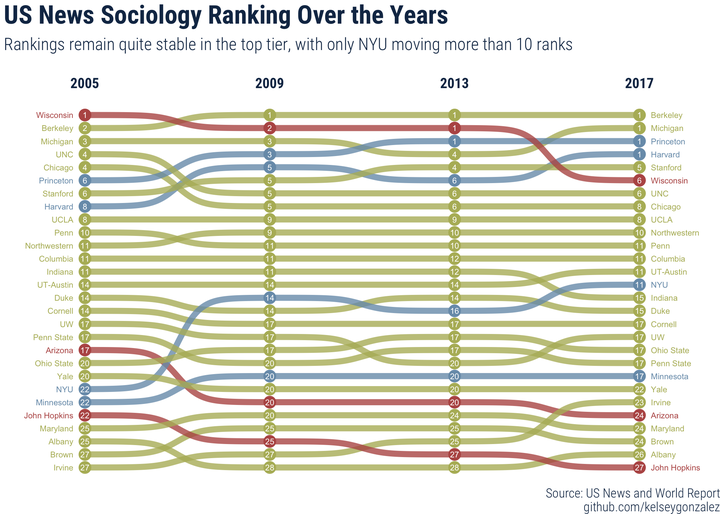 US News Sociology Ranking Over the Years
Rankings remain quite stable in the top tier, with only NYU moving more than 10 ranks
2005 2009 2013 2017
Wisconsin 1 1 1 1 Berkeley
Berkeley 2 2 1 1 Michigan
Michigan 3 3 1 1 Princeton
UNC 4 3 4 1 Harvard
Chicago 4 5 4 5 Stanford
Princeton 6 5 6 6 Wisconsin
Stanford 6 5 6 6 UNC
Harvard 8 5 8 8 Chicago
UCLA 8 9 9 8 UCLA
Penn 10 9 10 10 Northwestern
Northwestern 11 11 10 11 Penn
Columbia 11 11 12 11 Columbia
Indiana 11 11 12 11 UT-Austin
UT-Austin 14 14 14 11 NYU
Duke 14 14 14 15 Indiana
Cornell 14 14 16 15 Duke
UW 17 17 17 17 Cornell
Penn State 17 17 17 17 UW
Arizona 17 17 17 17 Ohio State
Ohio State 20 20 20 17 Penn State
Yale 20 20 20 17 Minnesota
NYU 22 20 20 22 Yale
Minnesota 22 20 20 23 Irvine
John Hopkins 22 20 24 24 Arizona
Maryland 25 25 24 24 Maryland
Albany 25 25 25 24 Brown
Brown 27 27 27 26 Albany
Irvine 27 28 28 27 John Hopkins
Source: US News and World Report
github.com/kelseygonzalez